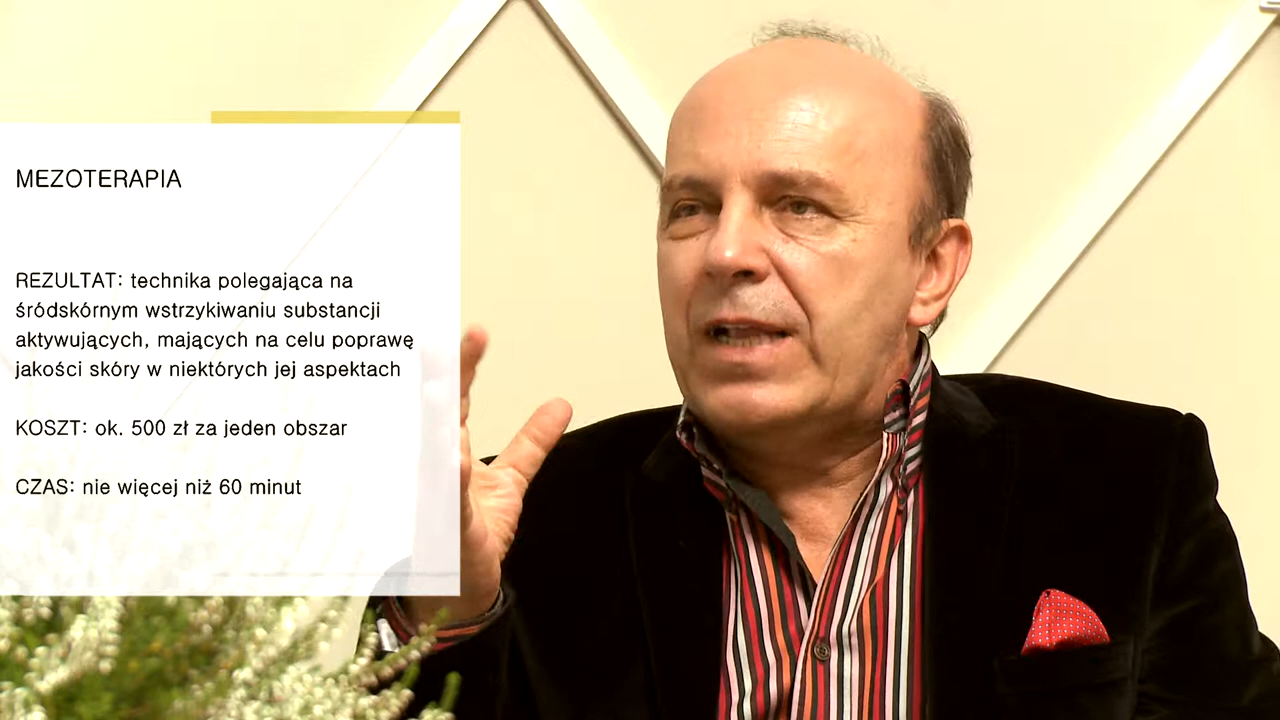 MEZOTERAPIA
REZULTAT: technika polegająca na
śródskórnym wstrzykiwaniu substancji
aktywujących, mających na celu poprawę
jakości skóry w niektórych jej aspektach
KOSZT: ok. 500 zł za jeden obszar
CZAS: nie więcej niż 60 minut